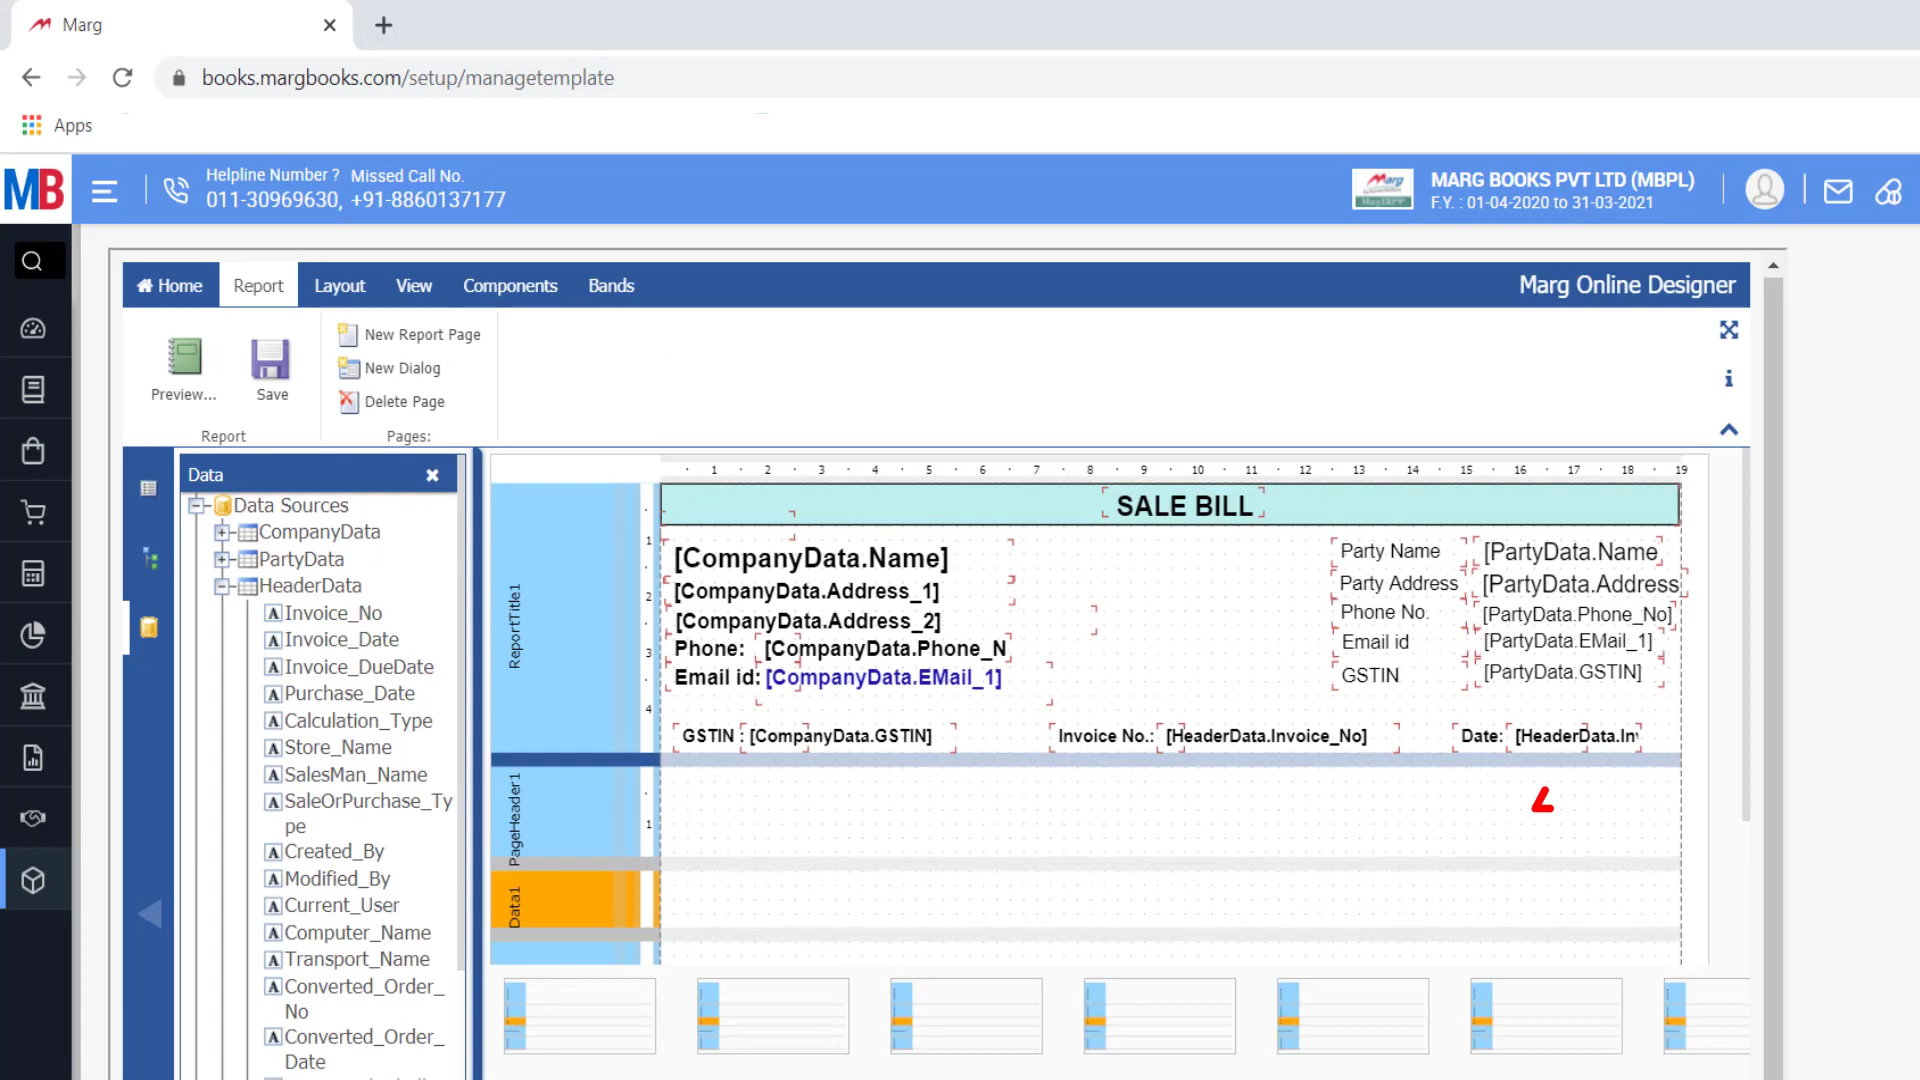 Marg
books.margbooks.com/setup/managetemplate
Apps
MB
Helpline Number ? Missed Call No.
011-30969630, +91-8860137177
Marg
MARG BOOKS PVT LTD (MBPL)
F.Y. : 01-04-2020 to 31-03-2021
Home Report Layout View Components Bands
Marg Online Designer
Preview...
Save
New Report Page
New Dialog
Delete Page
Report
Pages:
Data
Data Sources
CompanyData
PartyData
HeaderData
Invoice_No
Invoice_Date
Invoice_DueDate
Purchase_Date
Calculation_Type
Store_Name
SalesMan_Name
SaleOrPurchase_Ty
pe
Created_By
Modified_By
Current_User
Computer_Name
Transport_Name
Converted_Order_
No
Converted_Order_
Date
1 2 3 4 5 6 7 8 9 10 11 12 13 14 15 16 17 18 19
ReportTitle1
1
2
3
4
SALE BILL
[CompanyData.Name]
[CompanyData.Address_1]
[CompanyData.Address_2]
Phone: [CompanyData.Phone_N
Email id: [CompanyData.EMail_1]
Party Name [PartyData.Name
Party Address [PartyData.Address
Phone No. [PartyData.Phone_No]
Email id [PartyData.EMail_1]
GSTIN [PartyData.GSTIN]
GSTIN : [CompanyData.GSTIN] Invoice No.: [HeaderData.Invoice_No] Date: [HeaderData.In
PageHeader1
1
Data1